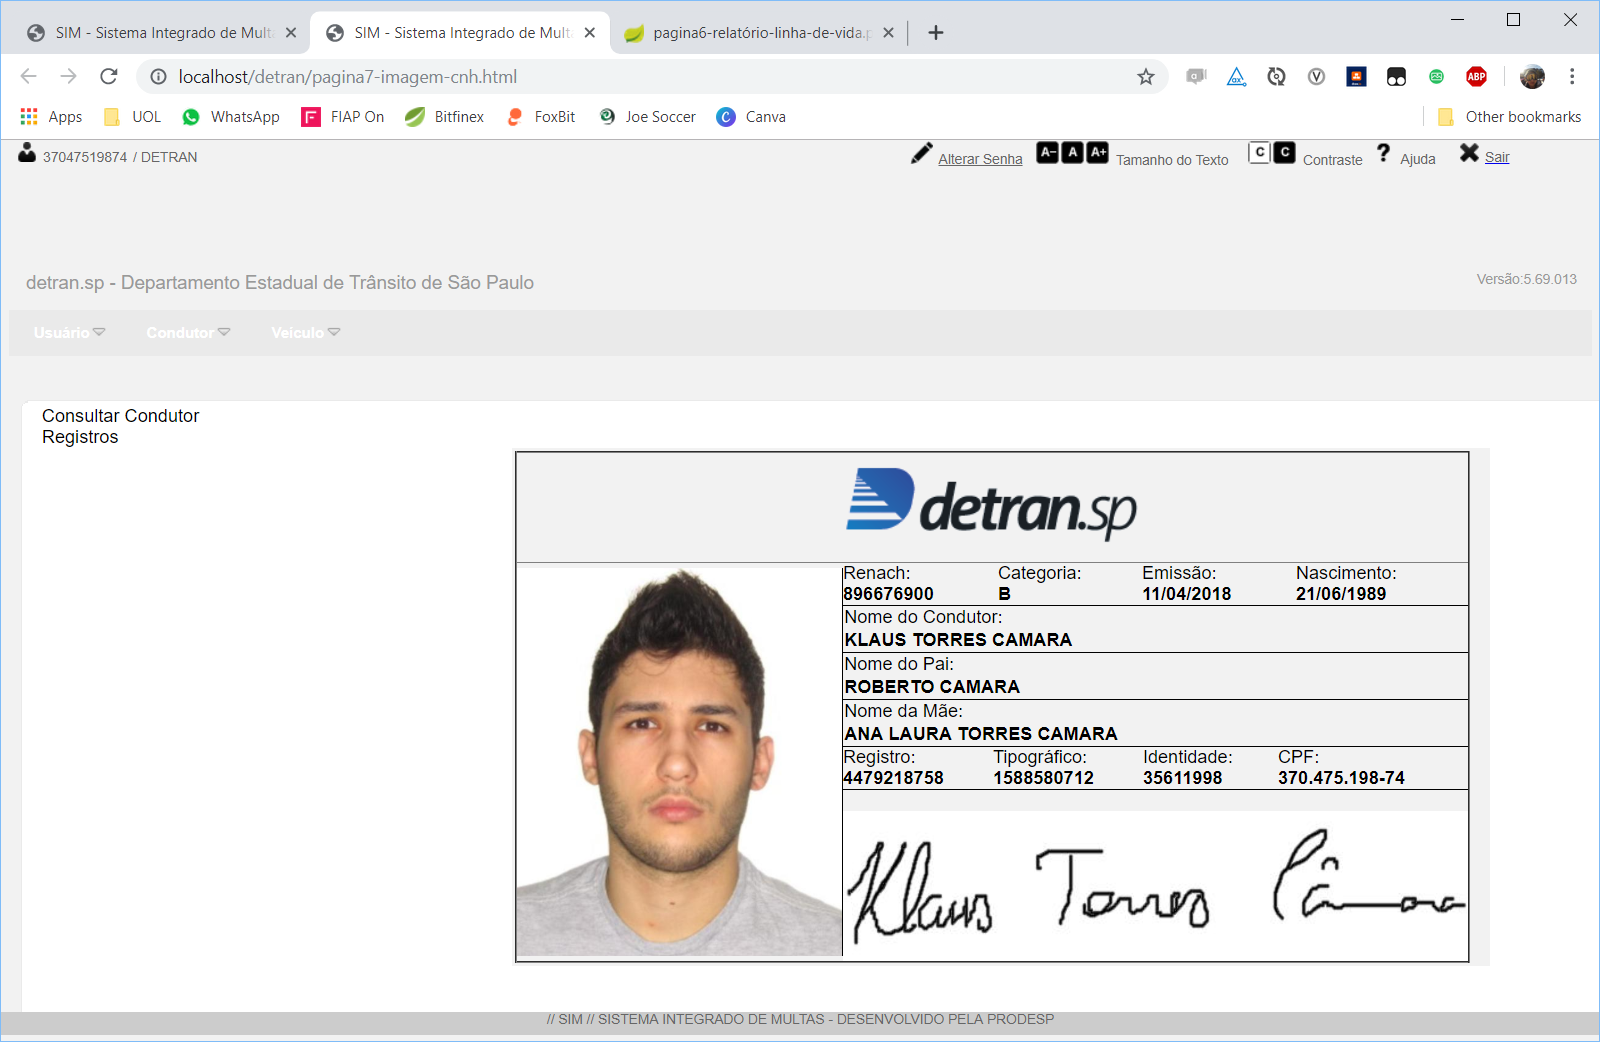 SIM - Sistema Integrado de Mult
SIM - Sistema Integrado de Mult
pagina6-relatório-linha-de-vida.p
localhost/detran/pagina7-imagem-cnh.html
Apps UOL WhatsApp FIAP On Bitfinex FoxBit Joe Soccer Canva Other bookmarks
37047519874 / DETRAN
Alterar Senha A- A A+ Tamanho do Texto C C Contraste ? Ajuda Sair
detran.sp - Departamento Estadual de Trânsito de São Paulo
Versão:5.69.013
Usuário Condutor Veículo
Consultar Condutor
Registros
detran.sp
Renach: Categoria: Emissão: Nascimento:
896676900 B 11/04/2018 21/06/1989
Nome do Condutor:
KLAUS TORRES CAMARA
Nome do Pai:
ROBERTO CAMARA
Nome da Mãe:
ANA LAURA TORRES CAMARA
Registro: Tipográfico: Identidade: CPF:
4479218758 1588580712 35611998 370.475.198-74
Klaus Torres Câmara
// SIM // SISTEMA INTEGRADO DE MULTAS - DESENVOLVIDO PELA PRODESP